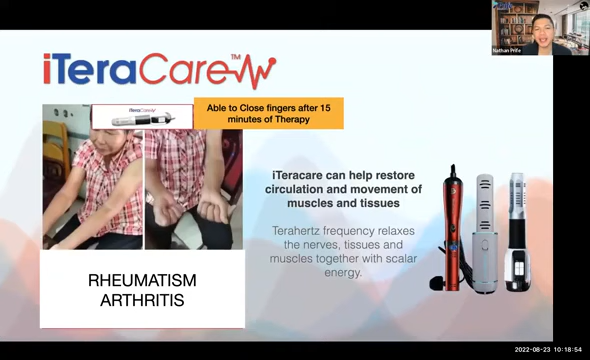 Nathan Prife
iTeraCare™
iTeraCare
Able to Close fingers after 15
minutes of Therapy
iTeracare can help restore
circulation and movement of
muscles and tissues
Terahertz frequency relaxes
the nerves, tissues and
muscles together with scalar
energy.
RHEUMATISM
ARTHRITIS
2022-08-23 10:18:54